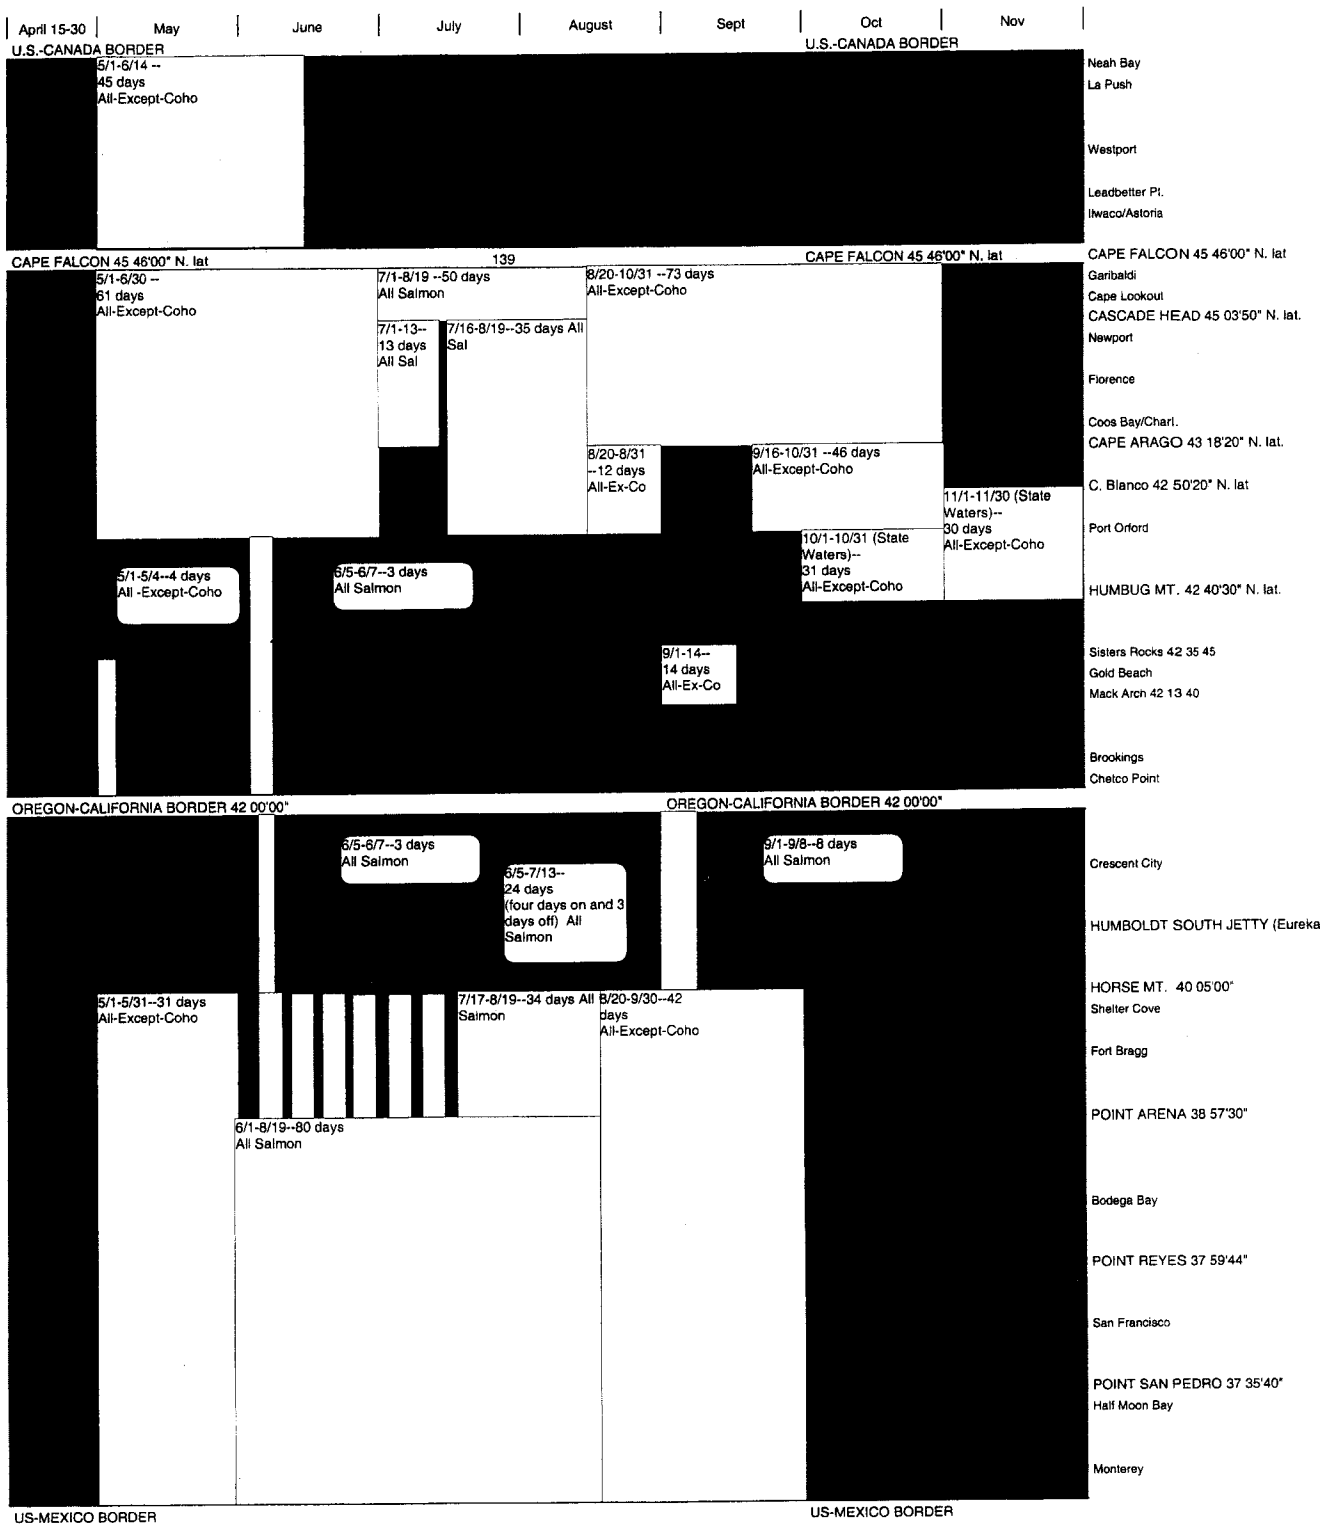 April 15-30 | May | June | July | August | Sept | Oct | Nov
U.S.-CANADA BORDER U.S.-CANADA BORDER
5/1-6/14 --
45 days
All-Except-Coho
Neah Bay
La Push
Westport
Leadbetter Pt.
Ilwaco/Astoria
CAPE FALCON 45 46'00" N. lat 139 CAPE FALCON 45 46'00" N. lat CAPE FALCON 45 46'00" N. lat
5/1-6/30 --
61 days
All-Except-Coho
7/1-8/19 --50 days
All Salmon
8/20-10/31 --73 days
All-Except-Coho
Garibaldi
Cape Lookout
CASCADE HEAD 45 03'50" N. lat.
7/1-13--
13 days
All Sal
7/16-8/19--35 days All
Sal
Newport
Florence
Coos Bay/Charl.
CAPE ARAGO 43 18'20" N. lat.
8/20-8/31
--12 days
All-Ex-Co
9/16-10/31 --46 days
All-Except-Coho
C. Blanco 42 50'20" N. lat
11/1-11/30 (State
Waters)--
30 days
All-Except-Coho
Port Orford
10/1-10/31 (State
Waters)--
31 days
All-Except-Coho
5/1-5/4--4 days
All -Except-Coho
6/5-6/7--3 days
All Salmon
HUMBUG MT. 42 40'30" N. lat.
9/1-14--
14 days
All-Ex-Co
Sisters Rocks 42 35 45
Gold Beach
Mack Arch 42 13 40
Brookings
Chetco Point
OREGON-CALIFORNIA BORDER 42 00'00" OREGON-CALIFORNIA BORDER 42 00'00"
6/5-6/7--3 days
All Salmon
6/5-7/13--
24 days
(four days on and 3
days off) All
Salmon
9/1-9/8--8 days
All Salmon
Crescent City
HUMBOLDT SOUTH JETTY (Eureka
HORSE MT. 40 05'00"
5/1-5/31--31 days
All-Except-Coho
7/17-8/19--34 days All
Salmon
8/20-9/30--42
days
All-Except-Coho
Shelter Cove
Fort Bragg
POINT ARENA 38 57'30"
6/1-8/19--80 days
All Salmon
Bodega Bay
POINT REYES 37 59'44"
San Francisco
POINT SAN PEDRO 37 35'40"
Half Moon Bay
Monterey
US-MEXICO BORDER US-MEXICO BORDER